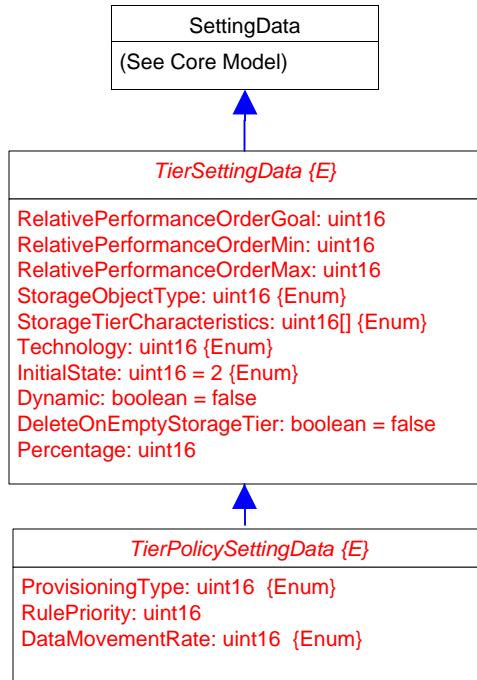 SettingData
(See Core Model)
TierSettingData {E}
RelativePerformanceOrderGoal: uint16
RelativePerformanceOrderMin: uint16
RelativePerformanceOrderMax: uint16
StorageObjectType: uint16 {Enum}
StorageTierCharacteristics: uint16[] {Enum}
Technology: uint16 {Enum}
InitialState: uint16 = 2 {Enum}
Dynamic: boolean = false
DeleteOnEmptyStorageTier: boolean = false
Percentage: uint16
TierPolicySettingData {E}
ProvisioningType: uint16 {Enum}
RulePriority: uint16
DataMovementRate: uint16 {Enum}